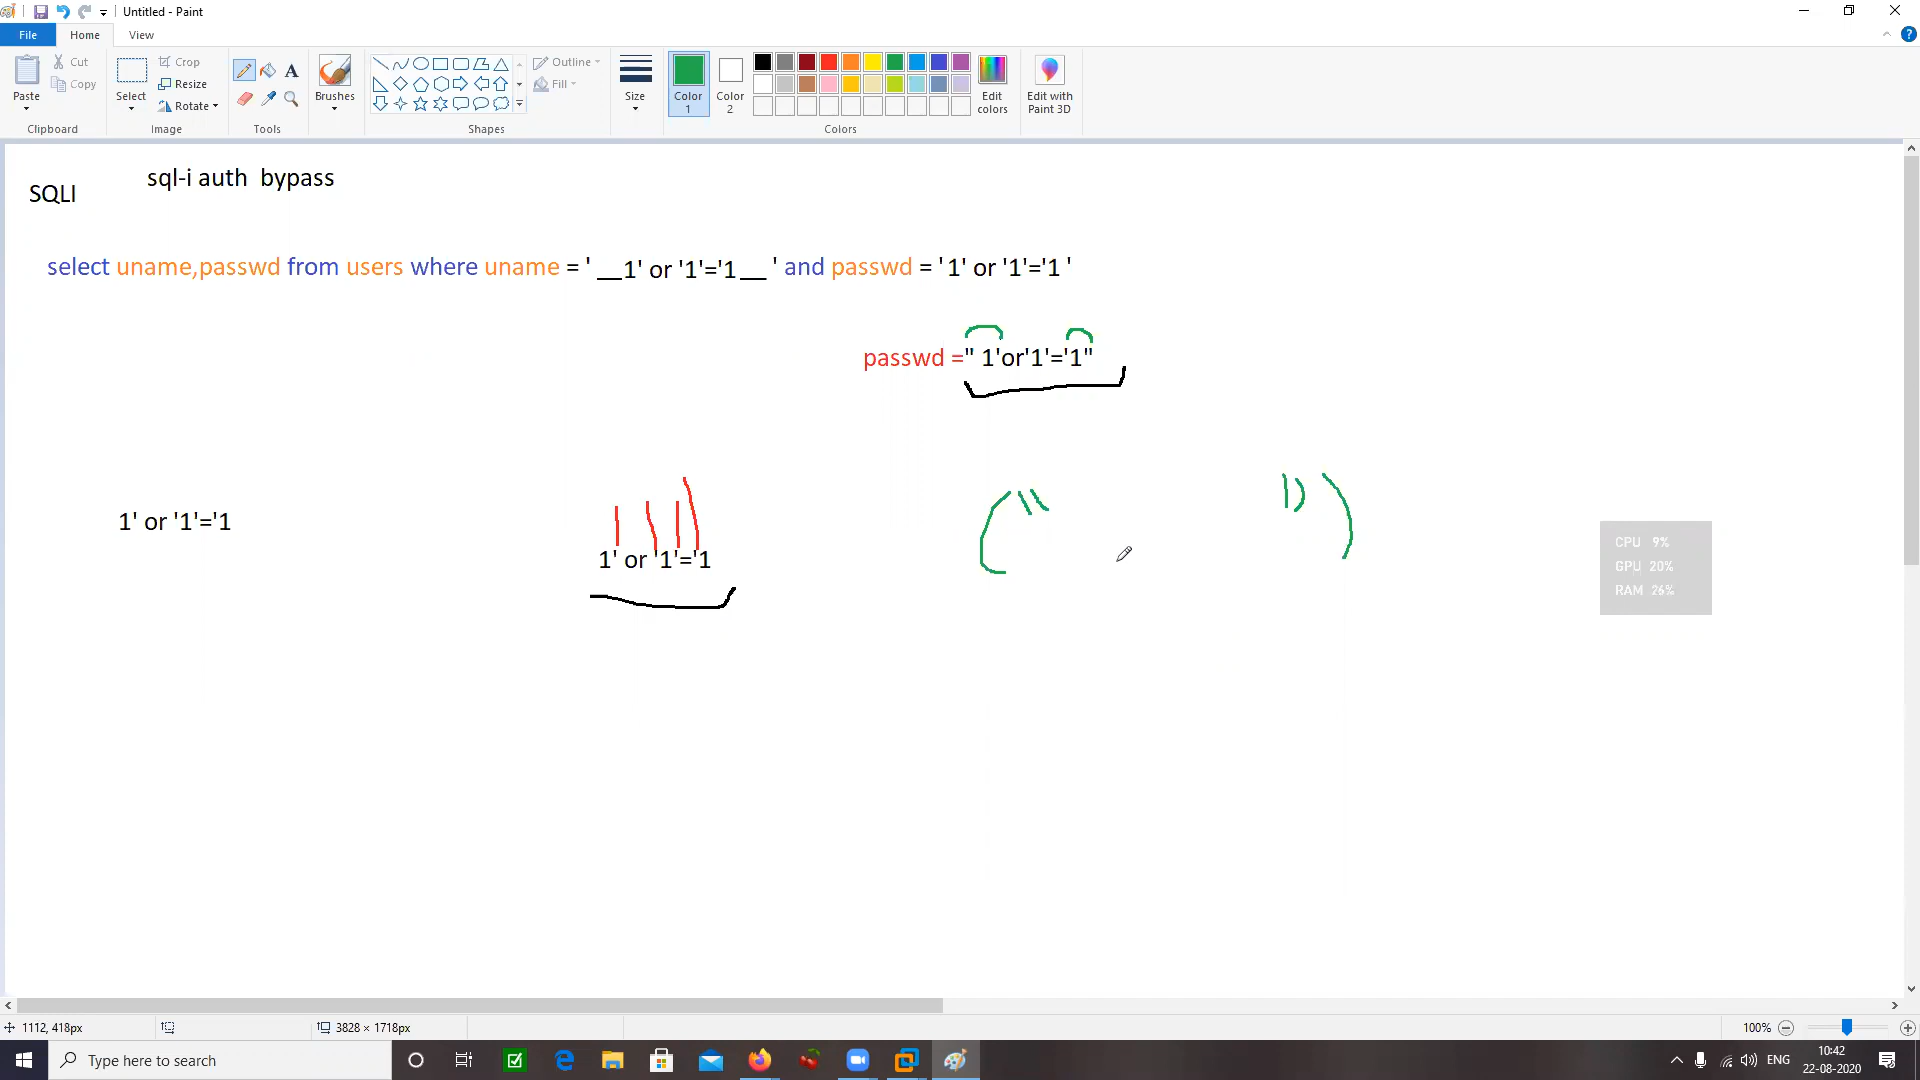 Untitled - Paint
File Home View
Paste
Cut
Copy
Clipboard
Select
Crop
Resize
Rotate
Image
Tools
Brushes
Shapes
Outline
Fill
Size
Color 1
Color 2
Colors
Edit colors
Edit with Paint 3D
SQLI
sql-i auth  bypass
select uname,passwd from users where uname = ' __1' or '1'='1__ ' and passwd = ' 1' or '1'='1 '
passwd =" 1'or'1'='1"
1' or '1'='1
1' or '1'='1
CPU 9%
GPU 20%
RAM 26%
1112, 418px
3828 × 1718px
100%
Type here to search
ENG
10:42
22-08-2020